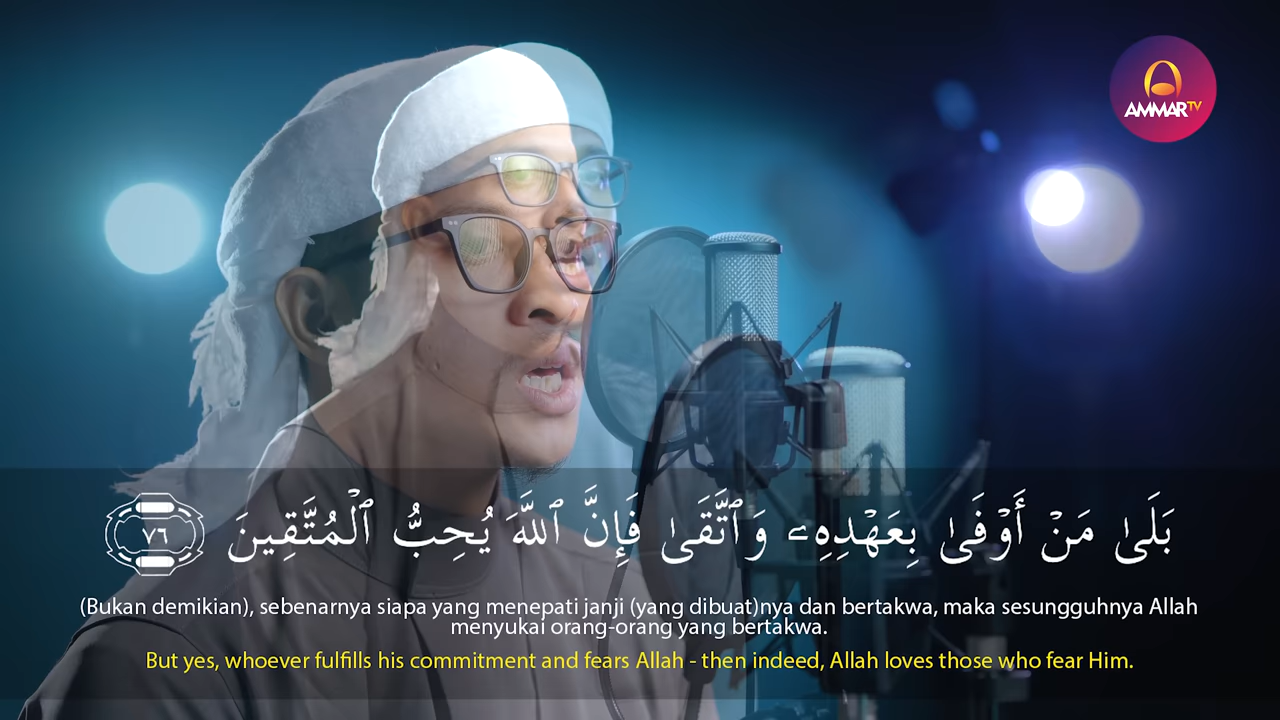 AMMARTV
بَلَىٰ مَنْ أَوْفَىٰ بِعَهْدِهِۦ وَٱتَّقَىٰ فَإِنَّ ٱللَّهَ يُحِبُّ ٱلْمُتَّقِينَ ٧٦
(Bukan demikian), sebenarnya siapa yang menepati janji (yang dibuat)nya dan bertakwa, maka sesungguhnya Allah
menyukai orang-orang yang bertakwa.
But yes, whoever fulfills his commitment and fears Allah - then indeed, Allah loves those who fear Him.